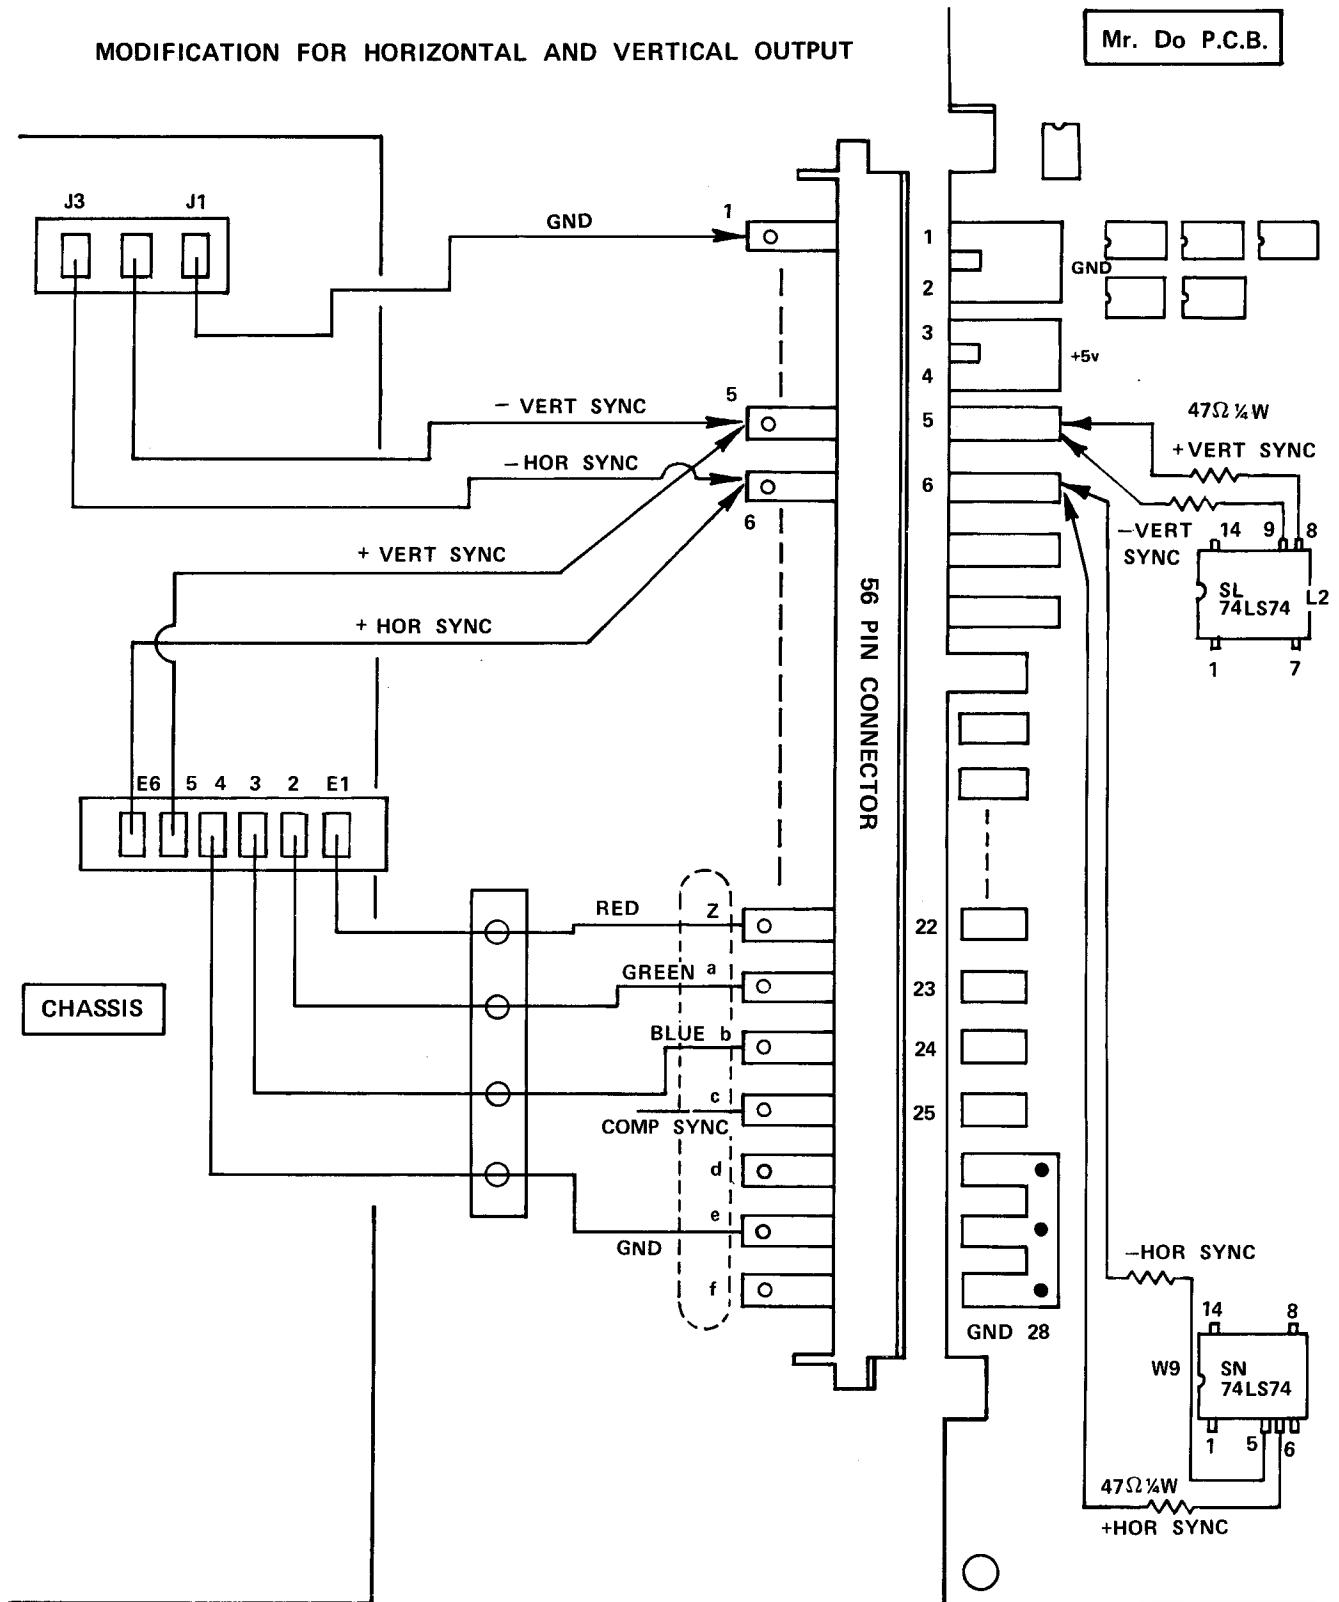 MODIFICATION FOR HORIZONTAL AND VERTICAL OUTPUT
Mr. Do P.C.B.
J3
J1
GND
1
1
GND
2
3
+5v
4
5
− VERT SYNC
5
47Ω ¼W
+VERT SYNC
−HOR SYNC
6
6
−VERT
SYNC
14
9
8
SL
74LS74
L2
1
7
+ VERT SYNC
+ HOR SYNC
56 PIN CONNECTOR
E6
5
4
3
2
E1
RED
Z
22
GREEN
a
23
CHASSIS
BLUE
b
24
c
25
COMP SYNC
d
e
GND
f
GND 28
−HOR SYNC
14
8
W9
SN
74LS74
1
5
6
47Ω ¼W
+HOR SYNC